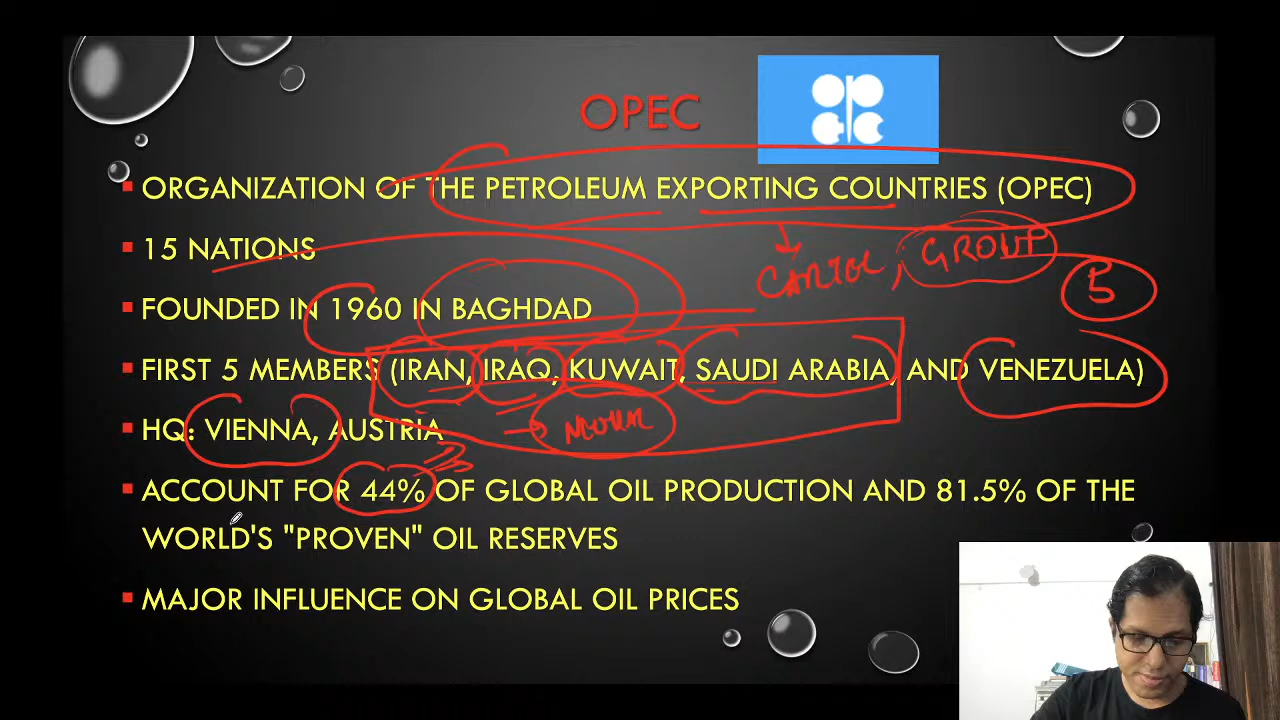 OPEC
ORGANIZATION OF THE PETROLEUM EXPORTING COUNTRIES (OPEC)
15 NATIONS
CARTEL, GROUP
5
FOUNDED IN 1960 IN BAGHDAD
FIRST 5 MEMBERS (IRAN, IRAQ, KUWAIT, SAUDI ARABIA, AND VENEZUELA)
HQ: VIENNA, AUSTRIA
ACCOUNT FOR 44% OF GLOBAL OIL PRODUCTION AND 81.5% OF THE
WORLD'S "PROVEN" OIL RESERVES
MAJOR INFLUENCE ON GLOBAL OIL PRICES